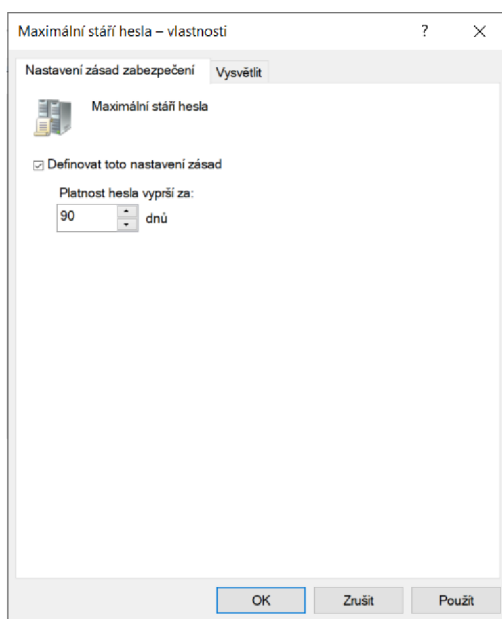 Maximální stáří hesla – vlastnosti ? ×
Nastavení zásad zabezpečení Vysvětlit
Maximální stáří hesla
Definovat toto nastavení zásad
Platnost hesla vyprší za:
90 dnů
OK Zrušit Použít